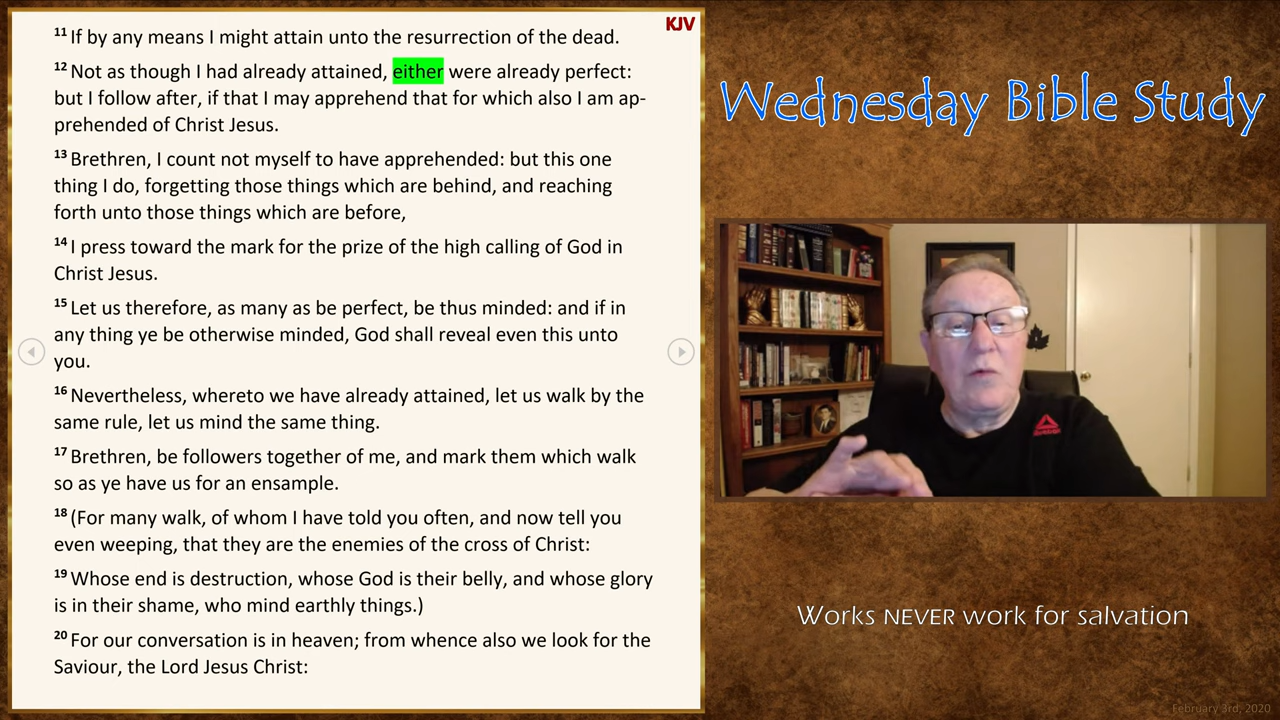 KJV
11 If by any means I might attain unto the resurrection of the dead.
12 Not as though I had already attained, either were already perfect:
but I follow after, if that I may apprehend that for which also I am ap-
prehended of Christ Jesus.
13 Brethren, I count not myself to have apprehended: but this one
thing I do, forgetting those things which are behind, and reaching
forth unto those things which are before,
14 I press toward the mark for the prize of the high calling of God in
Christ Jesus.
15 Let us therefore, as many as be perfect, be thus minded: and if in
any thing ye be otherwise minded, God shall reveal even this unto
you.
16 Nevertheless, whereto we have already attained, let us walk by the
same rule, let us mind the same thing.
17 Brethren, be followers together of me, and mark them which walk
so as ye have us for an ensample.
18 (For many walk, of whom I have told you often, and now tell you
even weeping, that they are the enemies of the cross of Christ:
19 Whose end is destruction, whose God is their belly, and whose glory
is in their shame, who mind earthly things.)
20 For our conversation is in heaven; from whence also we look for the
Saviour, the Lord Jesus Christ:
Wednesday Bible Study
Works NEVER work for salvation
February 3rd, 2020